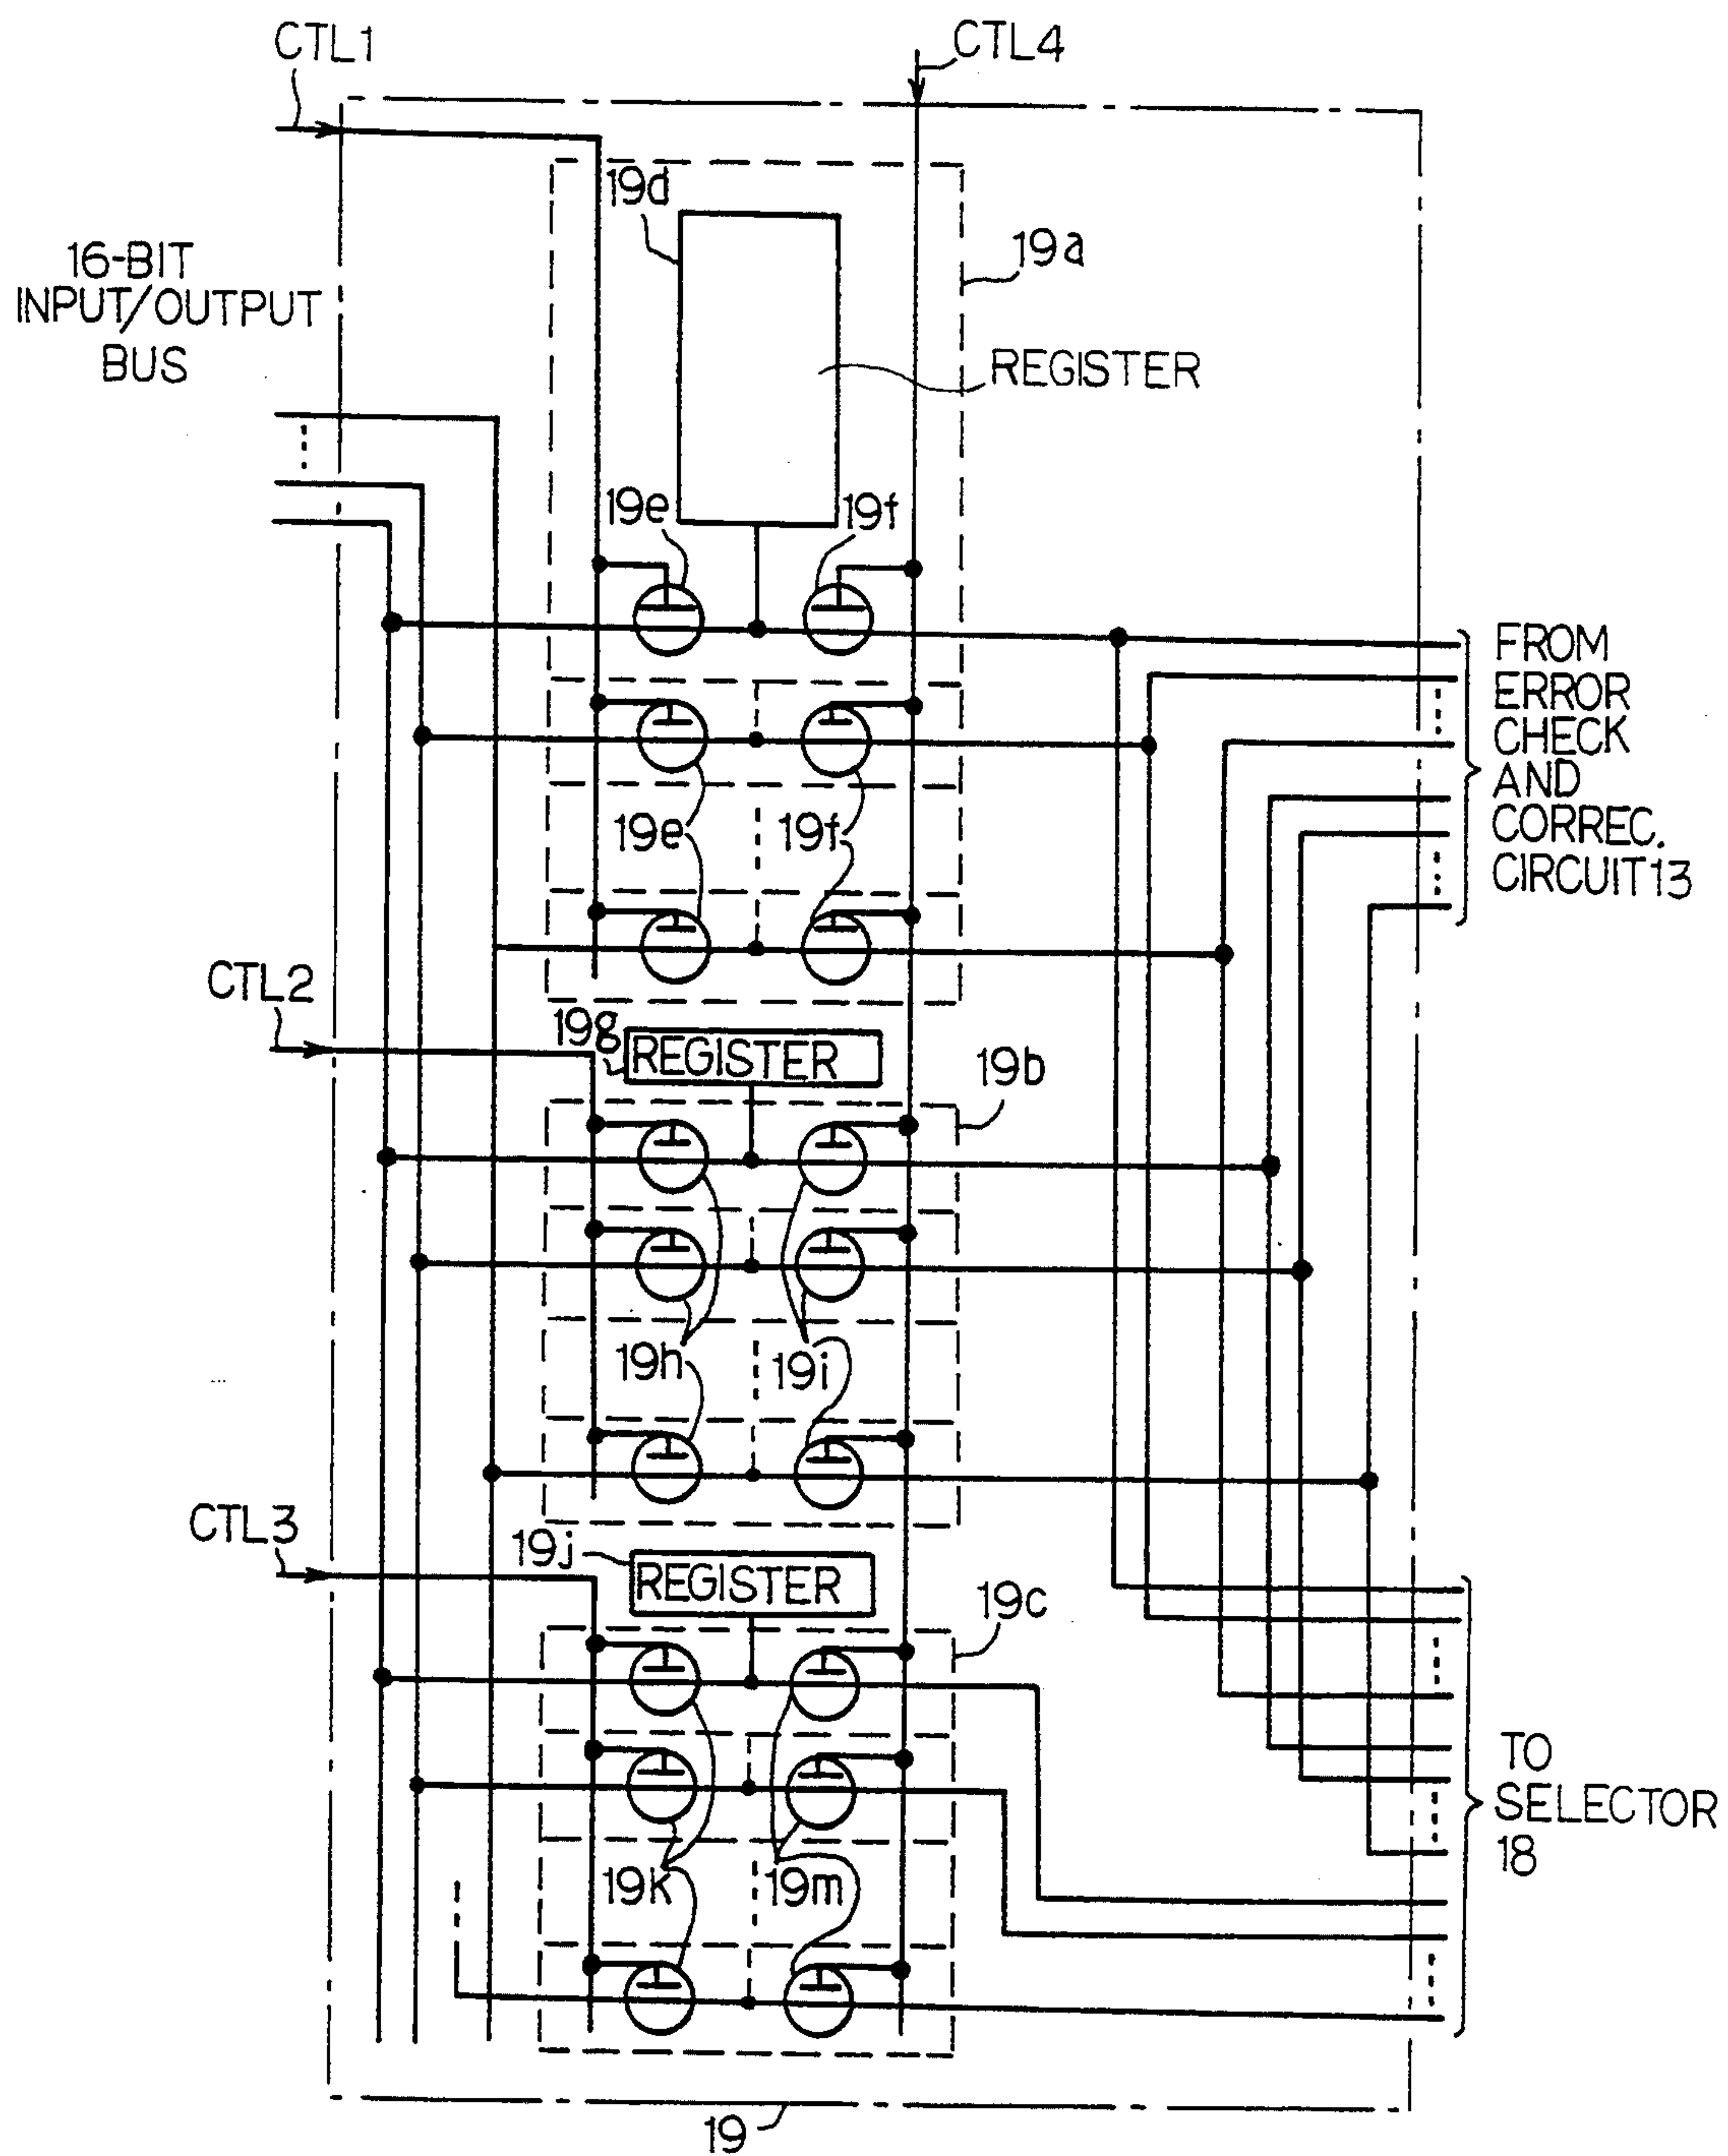 CTL1
CTL4
19d
19a
16-BIT
INPUT/OUTPUT
BUS
REGISTER
19e
19f
FROM
ERROR
CHECK
AND
CORREC.
CIRCUIT13
19e
19f
CTL2
19g
REGISTER
19b
19h
19i
CTL3
19j
REGISTER
19c
TO
SELECTOR
18
19k
19m
19